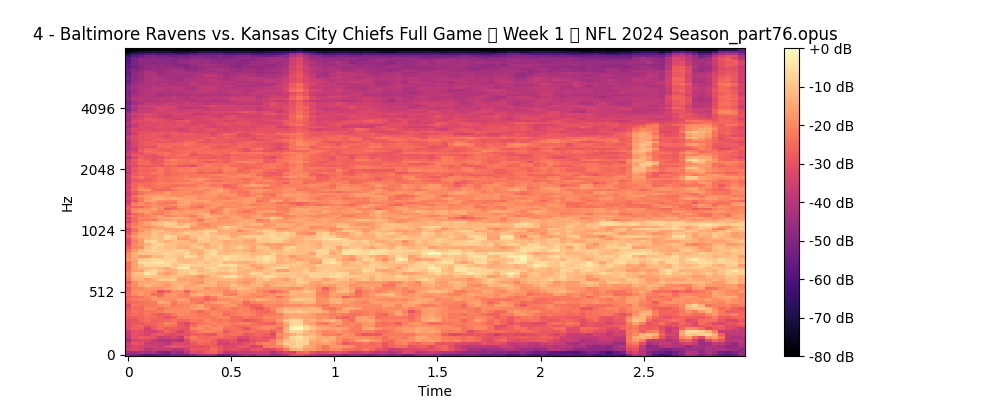 4 - Baltimore Ravens vs. Kansas City Chiefs Full Game ▯ Week 1 ▯ NFL 2024 Season_part76.opus
+0 dB
4096
-10 dB
-20 dB
2048
-30 dB
Hz
1024
-40 dB
-50 dB
512
-60 dB
-70 dB
0
-80 dB
0 0.5 1 1.5 2 2.5
Time